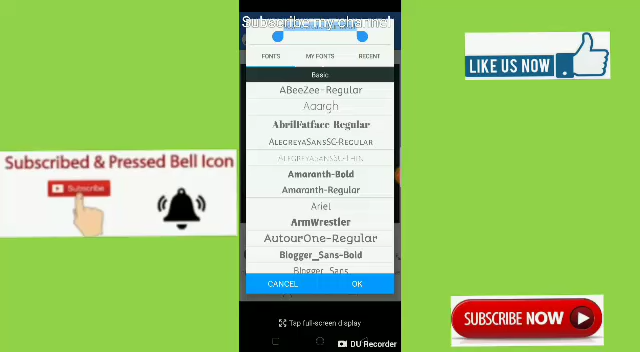 Subscribe my channel
FONTS
MY FONTS
RECENT
Basic
ABeeZee-Regular
Aaargh
AbrilFatface-Regular
AlegreyaSansSC-Regular
AlegreyaSansSC-Thin
Amaranth-Bold
Amaranth-Regular
Ariel
ArmWrestler
AutourOne-Regular
Blogger_Sans-Bold
Blogger_Sans
CANCEL
OK
Tap full-screen display
DU Recorder
Subscribed & Pressed Bell Icon
Subscribe
LIKE US NOW
SUBSCRIBE NOW